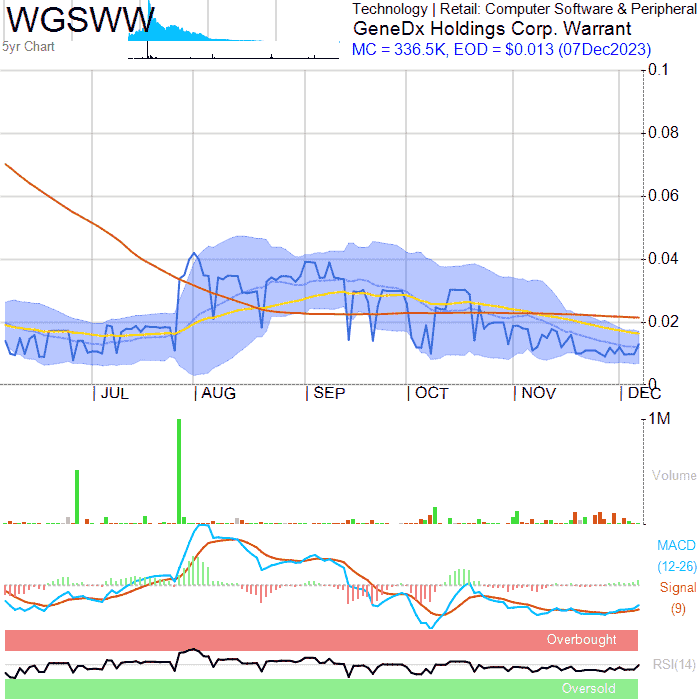 WGSWW
5yr Chart
Technology | Retail: Computer Software & Peripheral
GeneDx Holdings Corp. Warrant
MC = 336.5K, EOD = $0.013 (07Dec2023)
0.1
0.08
0.06
0.04
0.02
0
JUL AUG SEP OCT NOV DEC
1M
Volume
MACD
(12-26)
Signal
(9)
Overbought
RSI(14)
Oversold